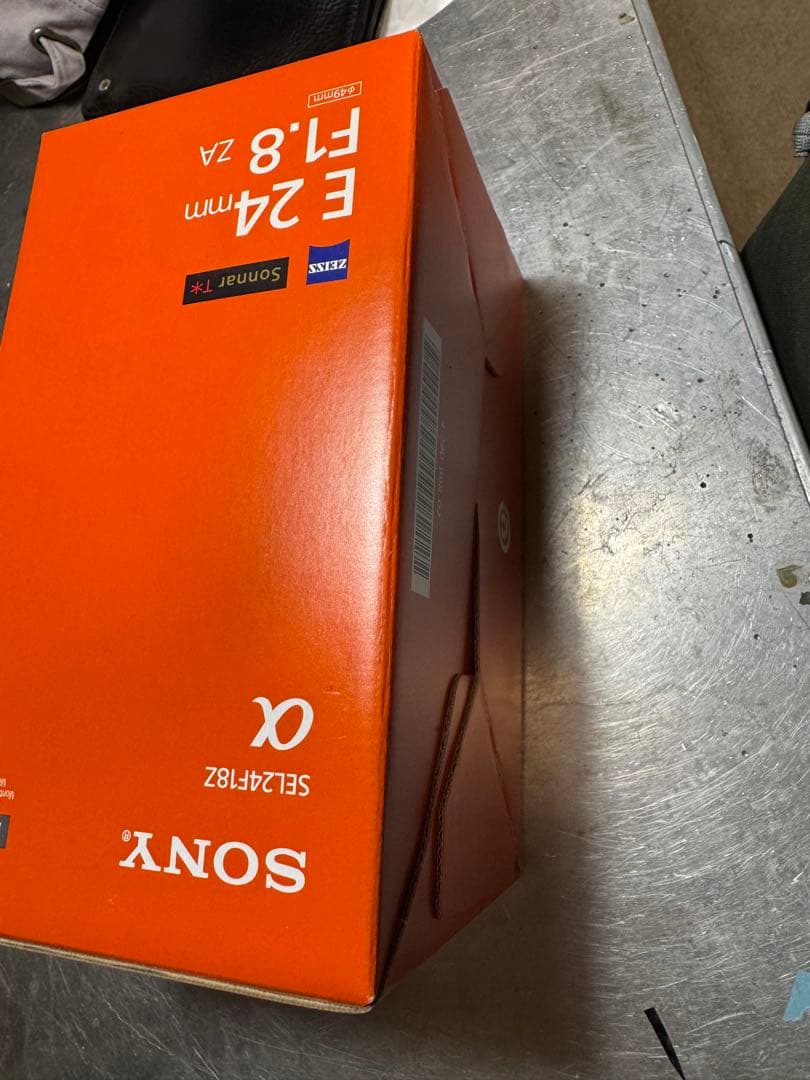 SONY®
SEL24F18Z
α
ZEISS
Sonnar T*
E 24mm
F1.8 ZA
ϕ49mm